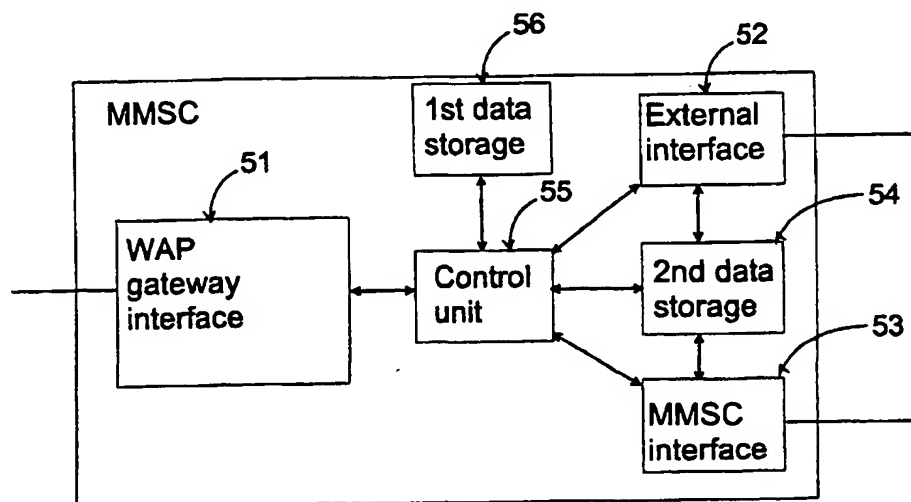 56
52
MMSC
1st data
storage
External
interface
51
55
54
WAP
gateway
interface
Control
unit
2nd data
storage
53
MMSC
interface